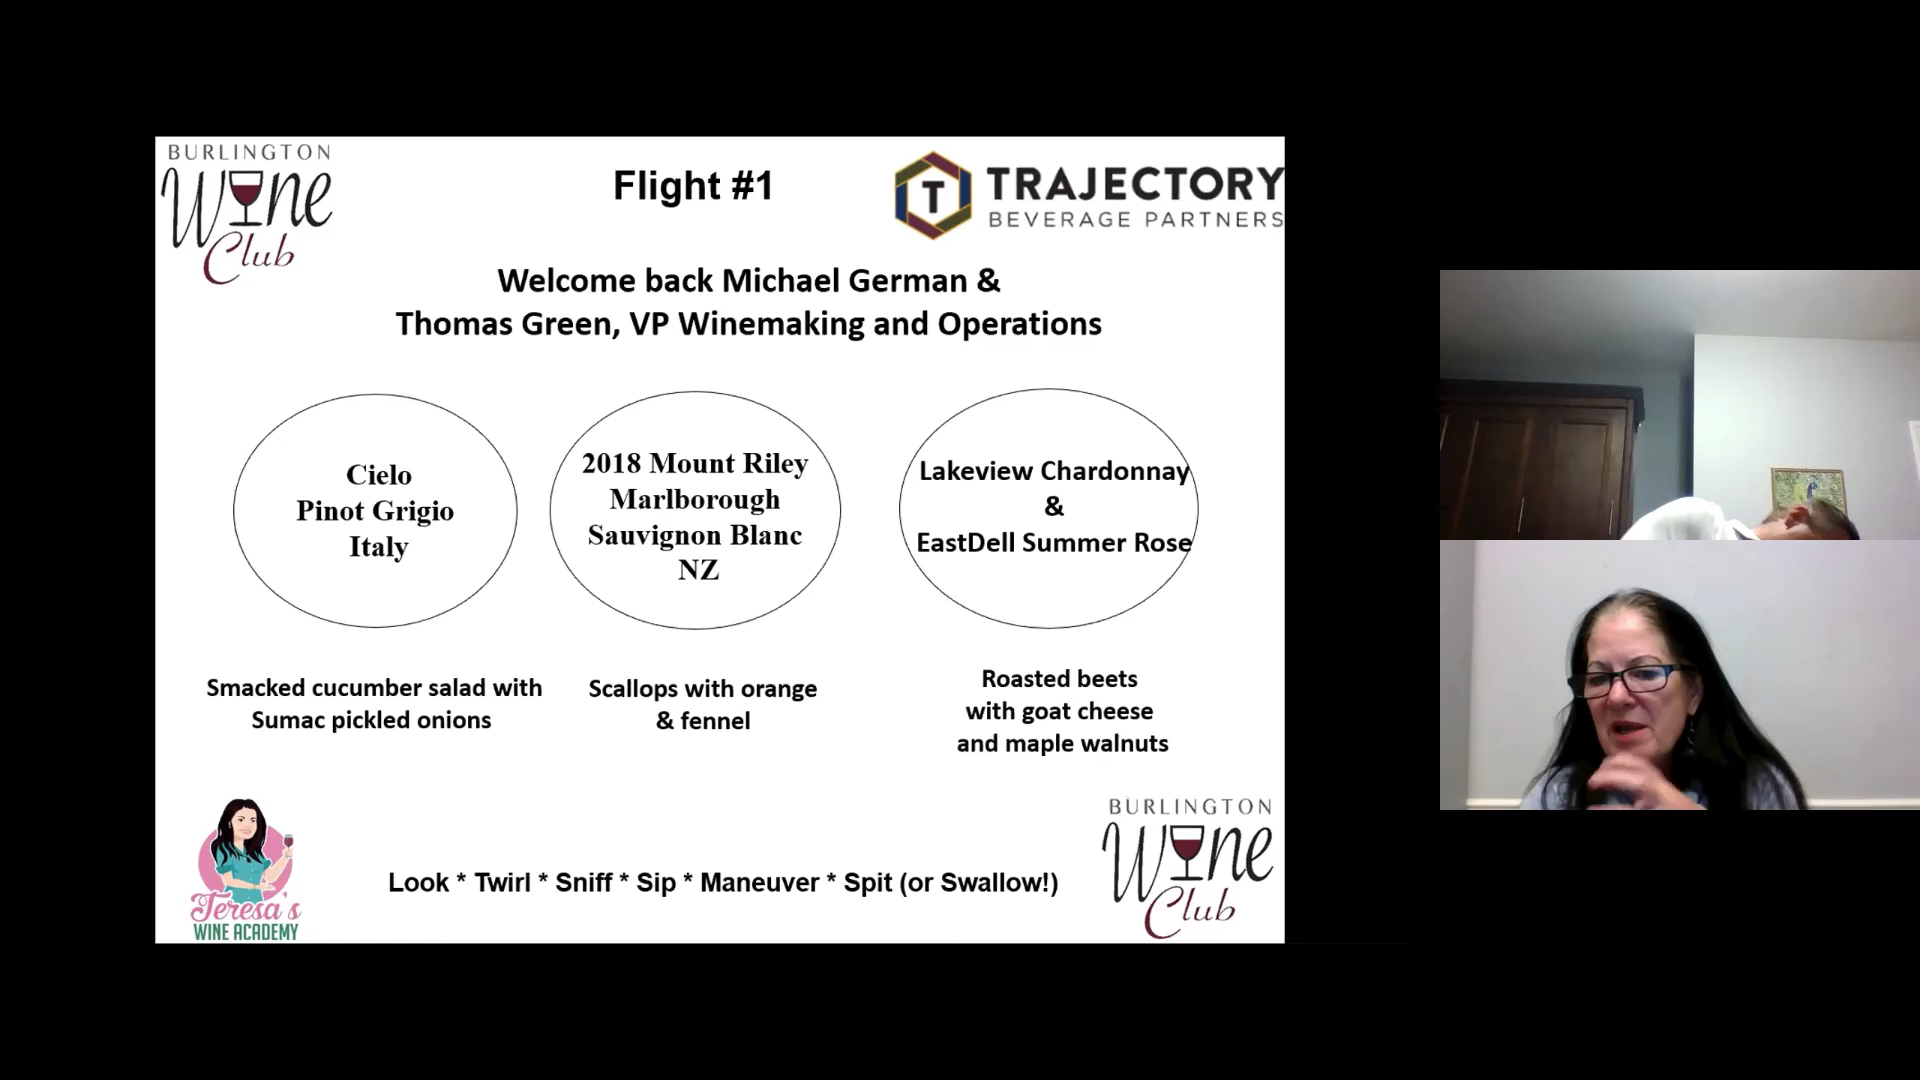 BURLINGTON
Wine
Club
Flight #1
T
TRAJECTORY
BEVERAGE PARTNERS
Welcome back Michael German &
Thomas Green, VP Winemaking and Operations
Cielo
Pinot Grigio
Italy
2018 Mount Riley
Marlborough
Sauvignon Blanc
NZ
Lakeview Chardonnay
&
EastDell Summer Rose
Smacked cucumber salad with
Sumac pickled onions
Scallops with orange
& fennel
Roasted beets
with goat cheese
and maple walnuts
Teresa's
WINE ACADEMY
Look * Twirl * Sniff * Sip * Maneuver * Spit (or Swallow!)
BURLINGTON
Wine
Club